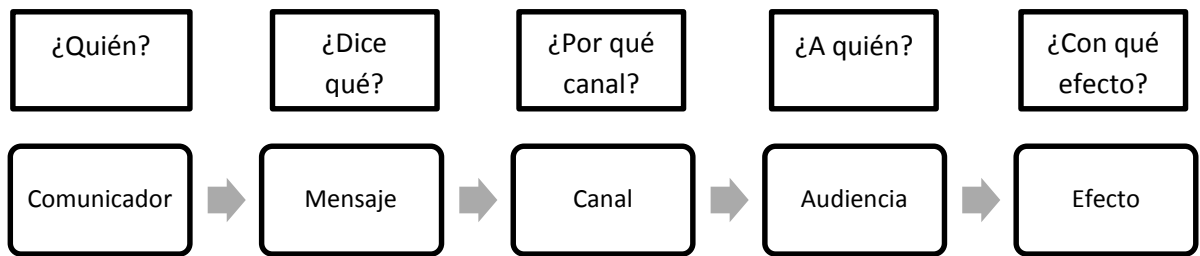 ¿Quién?
¿Dice
qué?
¿Por qué
canal?
¿A quién?
¿Con qué
efecto?
Comunicador
Mensaje
Canal
Audiencia
Efecto